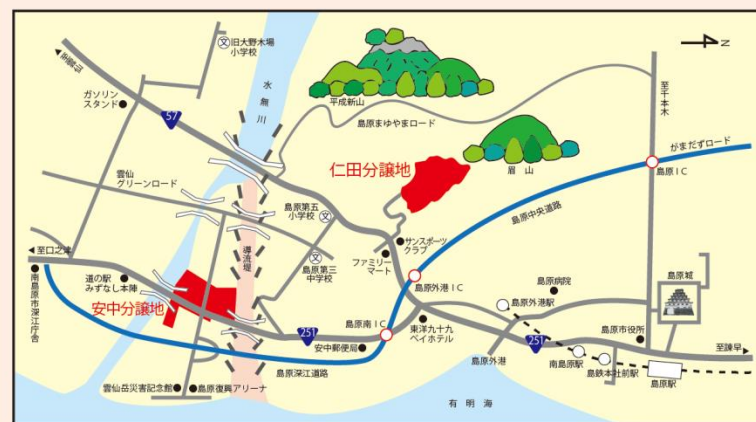 文
旧大野木場
小学校
至雲仙
ガソリン
スタンド
57
水無川
平成新山
島原まゆやまロード
眉山
N
至千本木
がまだずロード
島原IC
島原中央道路
仁田分譲地
雲仙
グリーンロード
島原第五
小学校
文
文
島原第三
中学校
サンスポーツ
クラブ
ファミリー
マート
島原外港IC
島原病院
島原外港駅
島原城
至口之津
道の駅
みずなし本陣
南島原市深江庁舎
安中分譲地
導流堤
251
安中郵便局
島原南IC
東洋九十九
ベイホテル
島原外港
251
島原市役所
至諫早
南島原駅
島鉄本社前駅
島原駅
島原深江道路
雲仙岳災害記念館
島原復興アリーナ
有明海